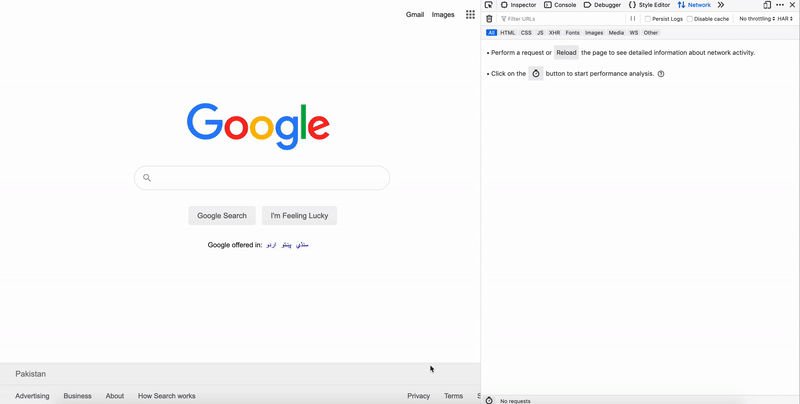 Gmail Images
Google
Google Search I'm Feeling Lucky
Google offered in: اردو پښتو سنڌي
Pakistan
Advertising Business About How Search works Privacy Terms S
Inspector Console Debugger Style Editor Network
Filter URLs Persist Logs Disable cache No throttling HAR
All HTML CSS JS XHR Fonts Images Media WS Other
• Perform a request or Reload the page to see detailed information about network activity.
• Click on the button to start performance analysis.
No requests